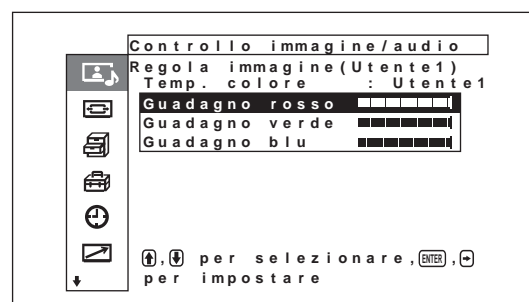 Controllo immagine/audio
Regola immagine(Utente1)
Temp. colore : Utente1
Guadagno rosso
Guadagno verde
Guadagno blu
, per selezionare, ENTER ,
per impostare